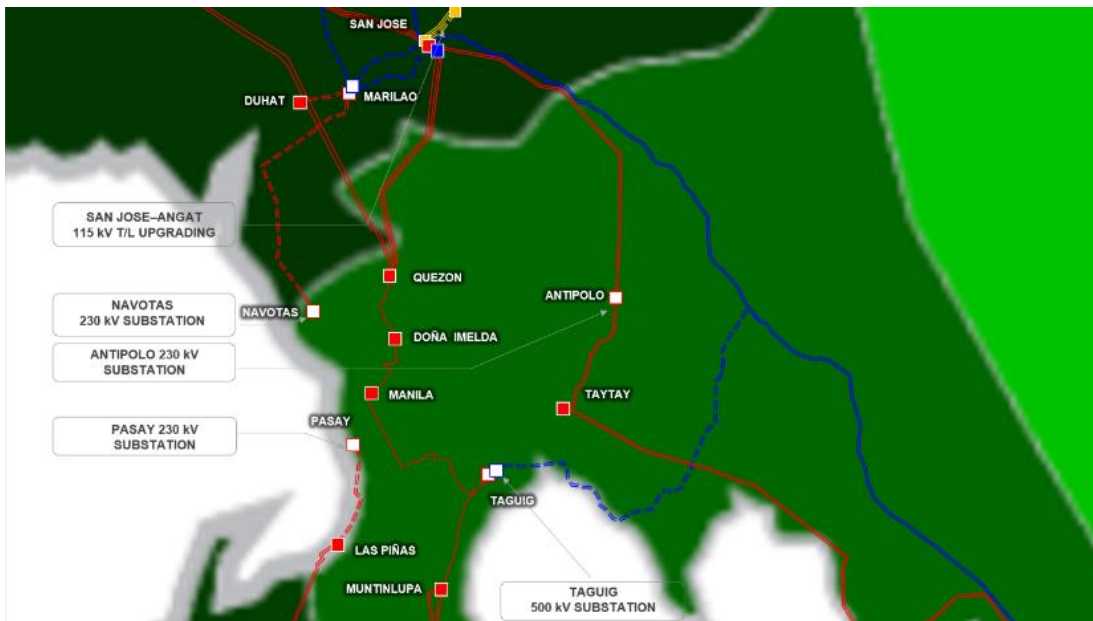 SAN JOSE
DUHAT
MARILAO
SAN JOSE–ANGAT
115 kV T/L UPGRADING
QUEZON
NAVOTAS
230 kV SUBSTATION
NAVOTAS
ANTIPOLO
DOÑA IMELDA
ANTIPOLO 230 kV
SUBSTATION
MANILA
TAYTAY
PASAY
PASAY 230 kV
SUBSTATION
TAGUIG
LAS PIÑAS
MUNTINLUPA
TAGUIG
500 kV SUBSTATION